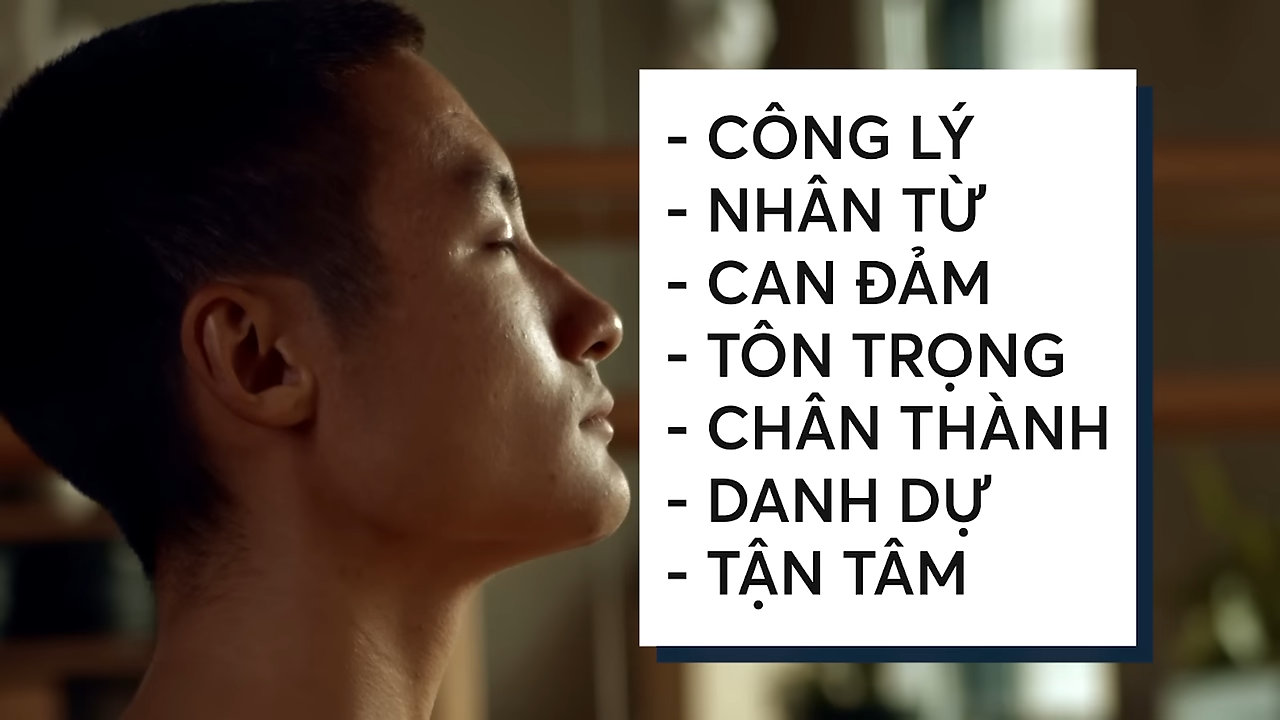 - CÔNG LÝ
- NHÂN TỪ
- CAN ĐẢM
- TÔN TRỌNG
- CHÂN THÀNH
- DANH DỰ
- TẬN TÂM